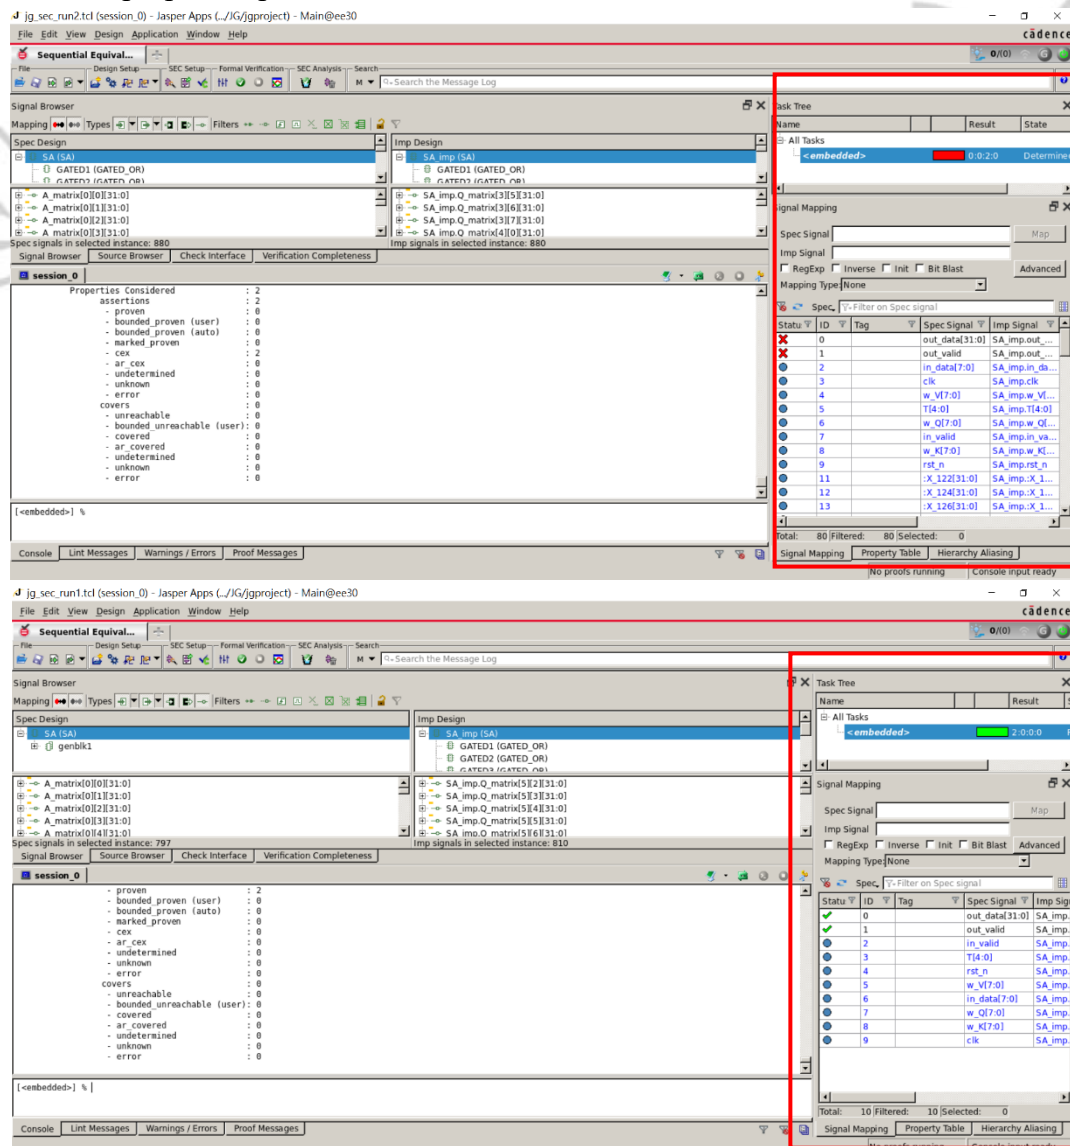 jg_sec_run2.tcl (session_0) - Jasper Apps (.../JG/jgproject) - Main@ee30
File Edit View Design Application Window Help
cādence
Sequential Equival...
0/(0)
File Design Setup SEC Setup Formal Verification SEC Analysis Search
M Search the Message Log
Signal Browser
Mapping Types Filters
Spec Design
SA (SA)
GATED1 (GATED_OR)
GATED2 (GATED_OR)
Imp Design
SA_imp (SA)
GATED1 (GATED_OR)
GATED2 (GATED_OR)
A_matrix[0][0][31:0]
A_matrix[0][1][31:0]
A_matrix[0][2][31:0]
A_matrix[0][3][31:0]
SA_imp.Q_matrix[3][5][31:0]
SA_imp.Q_matrix[3][6][31:0]
SA_imp.Q_matrix[3][7][31:0]
SA_imp.Q_matrix[4][0][31:0]
Spec signals in selected instance: 880
Imp signals in selected instance: 880
Signal Browser Source Browser Check Interface Verification Completeness
session_0
Properties Considered : 2
assertions : 2
- proven : 0
- bounded_proven (user) : 0
- bounded_proven (auto) : 0
- marked_proven : 0
- cex : 2
- ar_cex : 0
- undetermined : 0
- unknown : 0
- error : 0
covers : 0
- unreachable : 0
- bounded_unreachable (user): 0
- covered : 0
- ar_covered : 0
- undetermined : 0
- unknown : 0
- error : 0
[<embedded>] %
Console Lint Messages Warnings / Errors Proof Messages
Task Tree
Name Result State
All Tasks
<embedded> 0:0:2:0 Determined
Signal Mapping
Spec Signal Map
Imp Signal
RegExp Inverse Init Bit Blast Advanced
Mapping Type: None
Spec Filter on Spec signal
Statu ID Tag Spec Signal Imp Signal
0 out_data[31:0] SA_imp.out_...
1 out_valid SA_imp.out_...
2 in_data[7:0] SA_imp.in_da...
3 clk SA_imp.clk
4 w_V[7:0] SA_imp.w_V[...
5 T[4:0] SA_imp.T[4:0]
6 w_Q[7:0] SA_imp.w_Q[...
7 in_valid SA_imp.in_va...
8 w_K[7:0] SA_imp.w_K[...
9 rst_n SA_imp.rst_n
11 :X_122[31:0] SA_imp.:X_1...
12 :X_124[31:0] SA_imp.:X_1...
13 :X_126[31:0] SA_imp.:X_1...
Total: 80 Filtered: 80 Selected: 0
Signal Mapping Property Table Hierarchy Aliasing
No proofs running Console input ready
jg_sec_run1.tcl (session_0) - Jasper Apps (.../JG/jgproject) - Main@ee30
File Edit View Design Application Window Help
cādence
Sequential Equival...
0/(0)
File Design Setup SEC Setup Formal Verification SEC Analysis Search
M Search the Message Log
Signal Browser
Mapping Types Filters
Spec Design
SA (SA)
genblk1
Imp Design
SA_imp (SA)
GATED1 (GATED_OR)
GATED2 (GATED_OR)
GATED3 (GATED_OR)
A_matrix[0][0][31:0]
A_matrix[0][1][31:0]
A_matrix[0][2][31:0]
A_matrix[0][3][31:0]
A_matrix[0][4][31:0]
SA_imp.Q_matrix[5][2][31:0]
SA_imp.Q_matrix[5][3][31:0]
SA_imp.Q_matrix[5][4][31:0]
SA_imp.Q_matrix[5][5][31:0]
SA_imp.Q_matrix[5][6][31:0]
Spec signals in selected instance: 797
Imp signals in selected instance: 810
Signal Browser Source Browser Check Interface Verification Completeness
session_0
- proven : 2
- bounded_proven (user) : 0
- bounded_proven (auto) : 0
- marked_proven : 0
- cex : 0
- ar_cex : 0
- undetermined : 0
- unknown : 0
- error : 0
covers : 0
- unreachable : 0
- bounded_unreachable (user): 0
- covered : 0
- ar_covered : 0
- undetermined : 0
- unknown : 0
- error : 0
[<embedded>] %
Console Lint Messages Warnings / Errors Proof Messages
Task Tree
Name Result
All Tasks
<embedded> 2:0:0:0
Signal Mapping
Spec Signal Map
Imp Signal
RegExp Inverse Init Bit Blast Advanced
Mapping Type: None
Spec Filter on Spec signal
Statu ID Tag Spec Signal Imp Sig
0 out_data[31:0] SA_imp.
1 out_valid SA_imp.
2 in_valid SA_imp.
3 T[4:0] SA_imp.
4 rst_n SA_imp.
5 w_V[7:0] SA_imp.
6 in_data[7:0] SA_imp.
7 w_Q[7:0] SA_imp.
8 w_K[7:0] SA_imp.
9 clk SA_imp.
Total: 10 Filtered: 10 Selected: 0
Signal Mapping Property Table Hierarchy Aliasing